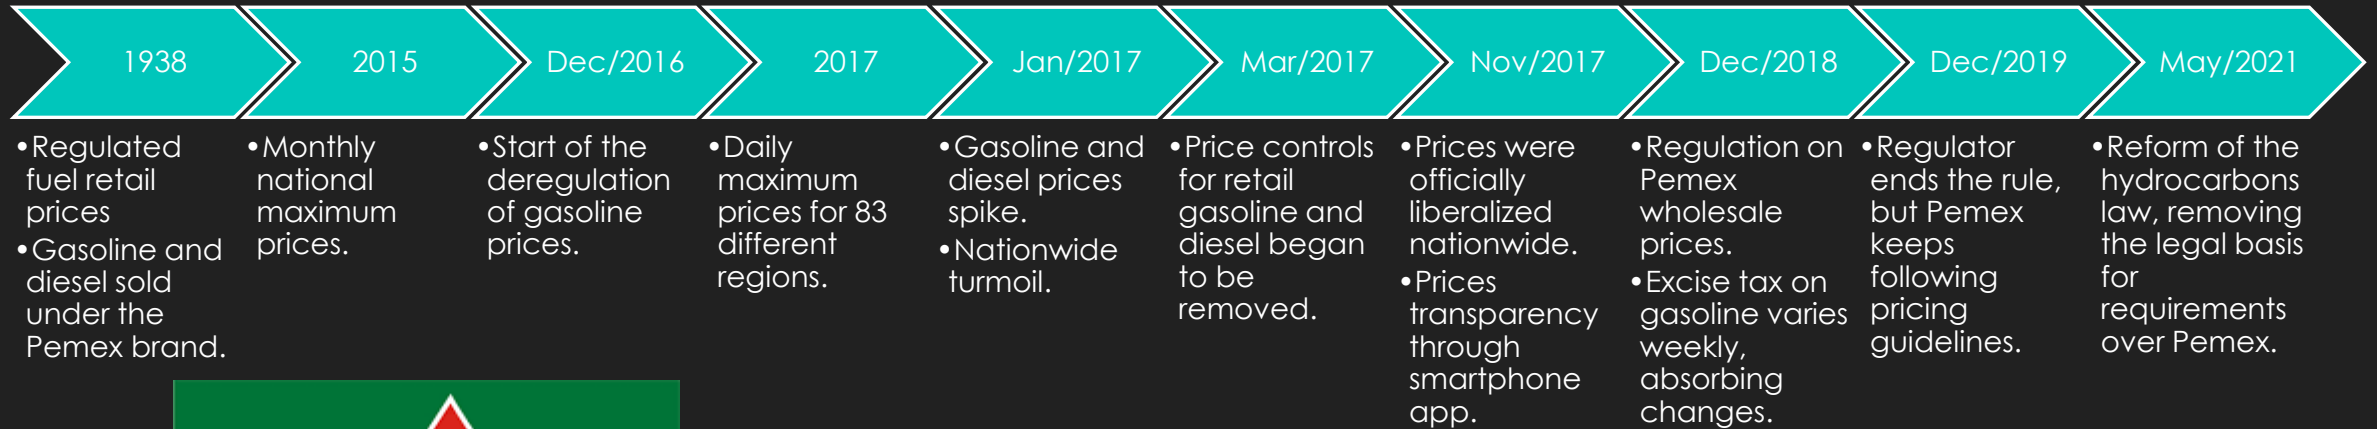 1938
2015
Dec/2016
2017
Jan/2017
Mar/2017
Nov/2017
Dec/2018
Dec/2019
May/2021
•Regulated
fuel retail
prices
•Gasoline and
diesel sold
under the
Pemex brand.
•Monthly
national
maximum
prices.
•Start of the
deregulation
of gasoline
prices.
•Daily
maximum
prices for 83
different
regions.
•Gasoline and
diesel prices
spike.
•Nationwide
turmoil.
•Price controls
for retail
gasoline and
diesel began
to be
removed.
•Prices were
officially
liberalized
nationwide.
•Prices
transparency
through
smartphone
app.
•Regulation on
Pemex
wholesale
prices.
•Excise tax on
gasoline varies
weekly,
absorbing
changes.
•Regulator
ends the rule,
but Pemex
keeps
following
pricing
guidelines.
•Reform of the
hydrocarbons
law, removing
the legal basis
for
requirements
over Pemex.